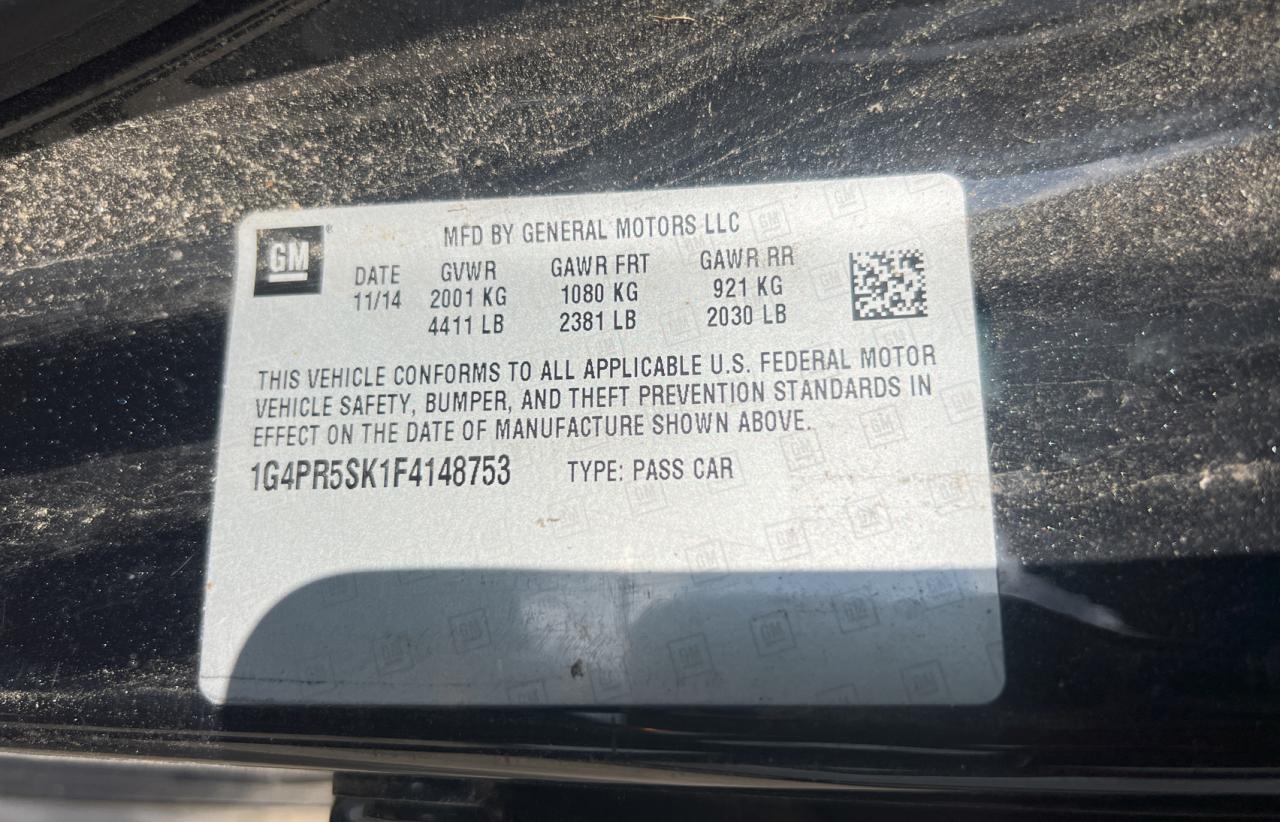 GM®
MFD BY GENERAL MOTORS LLC
DATE GVWR GAWR FRT GAWR RR
11/14 2001 KG 1080 KG 921 KG
4411 LB 2381 LB 2030 LB
THIS VEHICLE CONFORMS TO ALL APPLICABLE U.S. FEDERAL MOTOR
VEHICLE SAFETY, BUMPER, AND THEFT PREVENTION STANDARDS IN
EFFECT ON THE DATE OF MANUFACTURE SHOWN ABOVE.
1G4PR5SK1F4148753 TYPE: PASS CAR